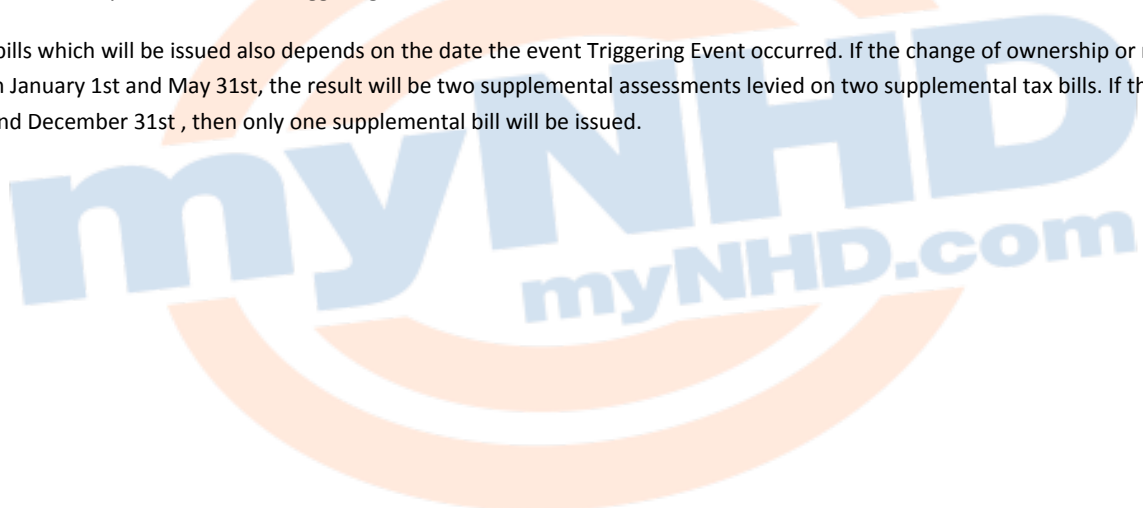 bills which will be issued also depends on the date the event Triggering Event occurred. If the change of ownership or
January 1st and May 31st, the result will be two supplemental assessments levied on two supplemental tax bills. If
December 31st , then only one supplemental bill will be issued.
myNHD
myNHD.com